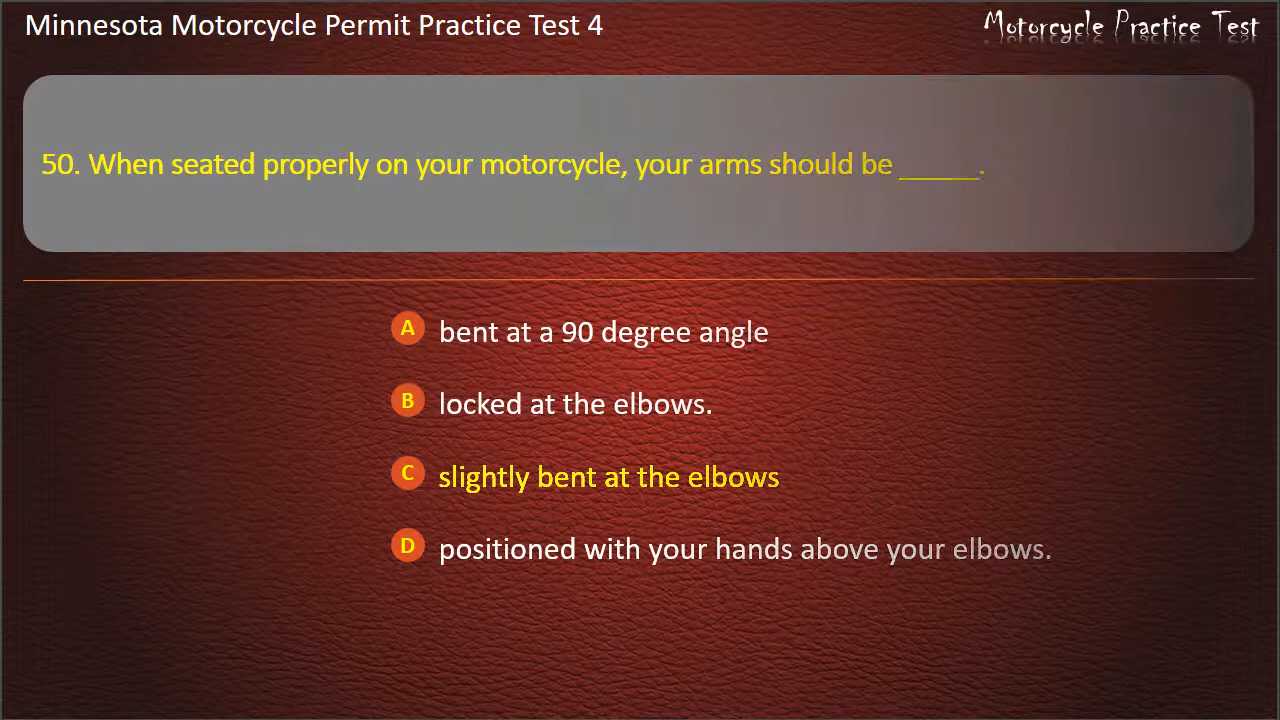 Minnesota Motorcycle Permit Practice Test 4
Motorcycle Practice Test
50. When seated properly on your motorcycle, your arms should be _____.
A bent at a 90 degree angle
B locked at the elbows.
C slightly bent at the elbows
D positioned with your hands above your elbows.